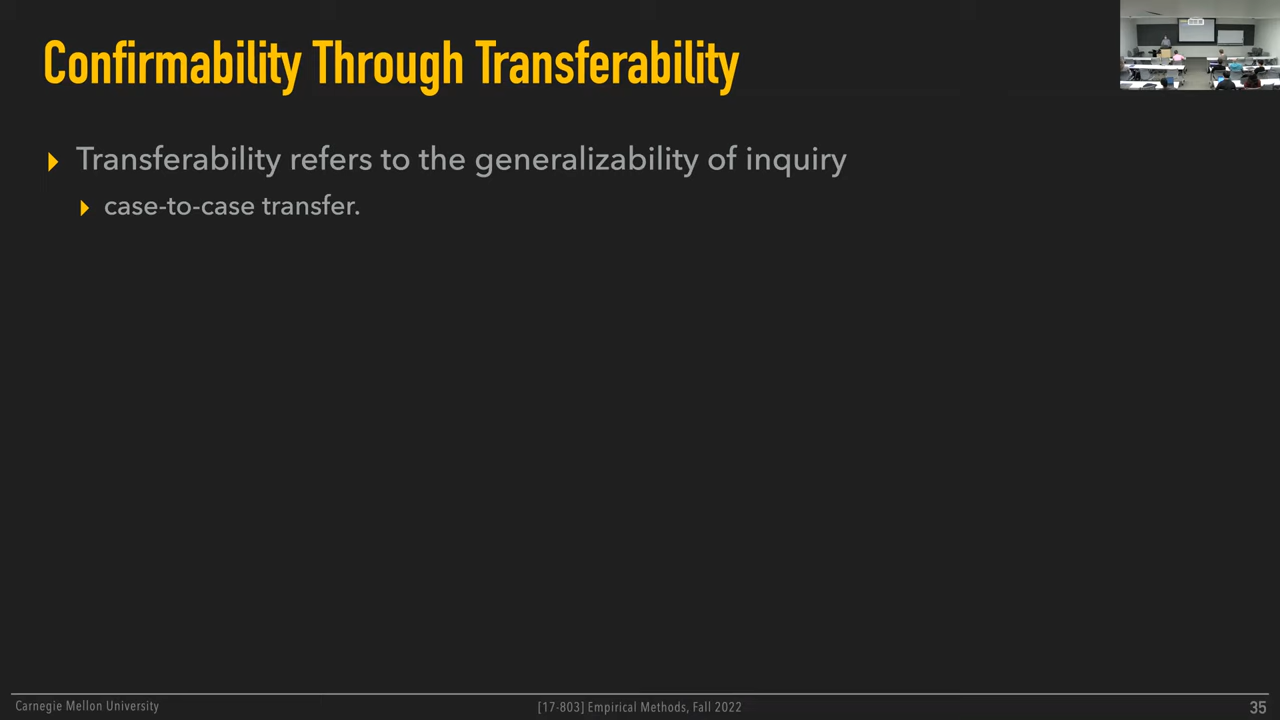 Confirmability Through Transferability
Transferability refers to the generalizability of inquiry
case-to-case transfer.
Carnegie Mellon University
[17-803] Empirical Methods, Fall 2022
35